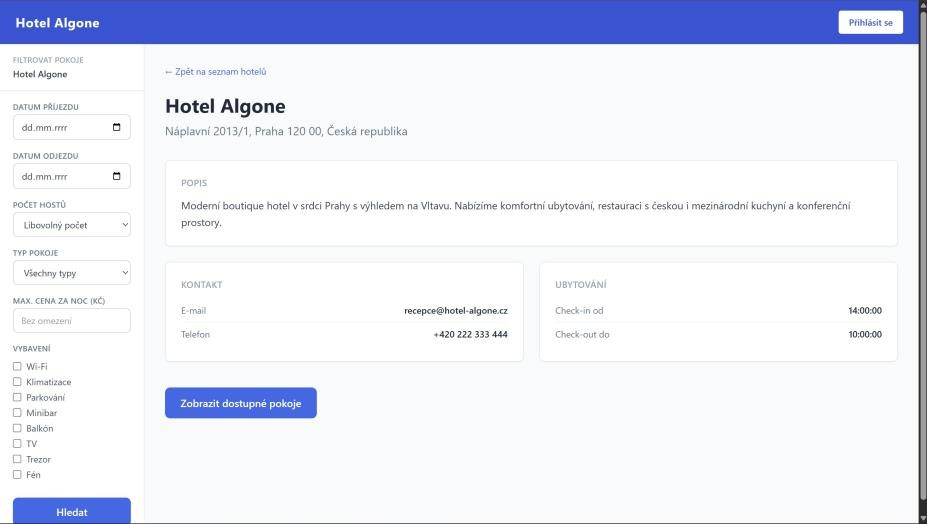 Hotel Algone
Přihlásit se
FILTROVAT POKOJE
Hotel Algone
DATUM PŘÍJEZDU
dd.mm.rrrr
DATUM ODJEZDU
dd.mm.rrrr
POČET HOSTŮ
Libovolný počet
TYP POKOJE
Všechny typy
MAX. CENA ZA NOC (KČ)
Bez omezení
VYBAVENÍ
Wi-Fi
Klimatizace
Parkování
Minibar
Balkón
TV
Trezor
Fén
Hledat
← Zpět na seznam hotelů
Hotel Algone
Náplavní 2013/1, Praha 120 00, Česká republika
POPIS
Moderní boutique hotel v srdci Prahy s výhledem na Vltavu. Nabízíme komfortní ubytování, restauraci s českou i mezinárodní kuchyní a konferenční
prostory.
KONTAKT
E-mail recepce@hotel-algone.cz
Telefon +420 222 333 444
UBYTOVÁNÍ
Check-in od 14:00:00
Check-out do 10:00:00
Zobrazit dostupné pokoje